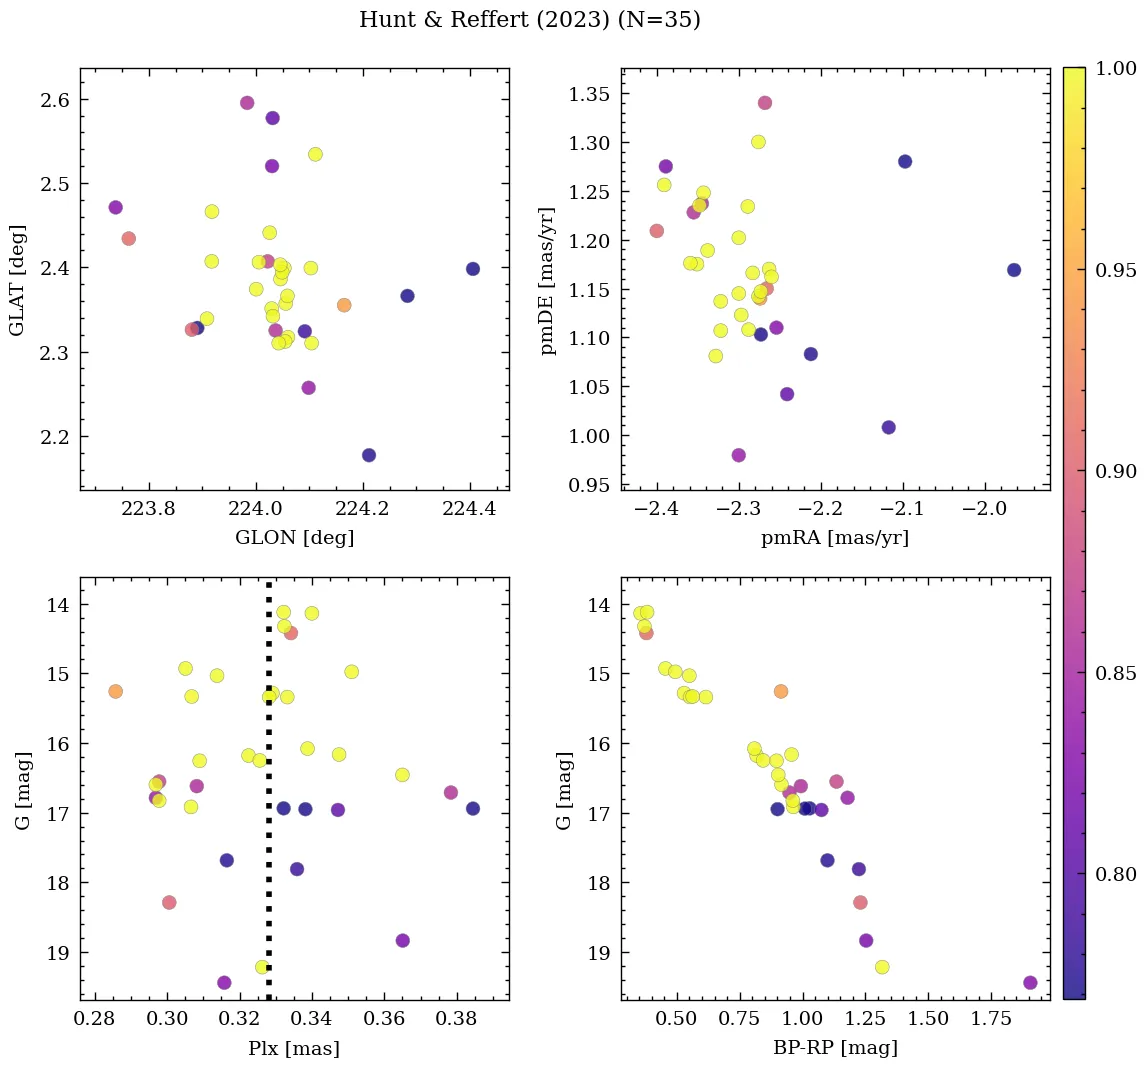 Hunt & Reffert (2023) (N=35)
2.6
2.5
2.4
2.3
2.2
GLAT [deg]
223.8 224.0 224.2 224.4
GLON [deg]
1.35
1.30
1.25
1.20
1.15
1.10
1.05
1.00
0.95
pmDE [mas/yr]
−2.4 −2.3 −2.2 −2.1 −2.0
pmRA [mas/yr]
14
15
16
17
18
19
G [mag]
0.28 0.30 0.32 0.34 0.36 0.38
Plx [mas]
14
15
16
17
18
19
G [mag]
0.50 0.75 1.00 1.25 1.50 1.75
BP-RP [mag]
1.00
0.95
0.90
0.85
0.80